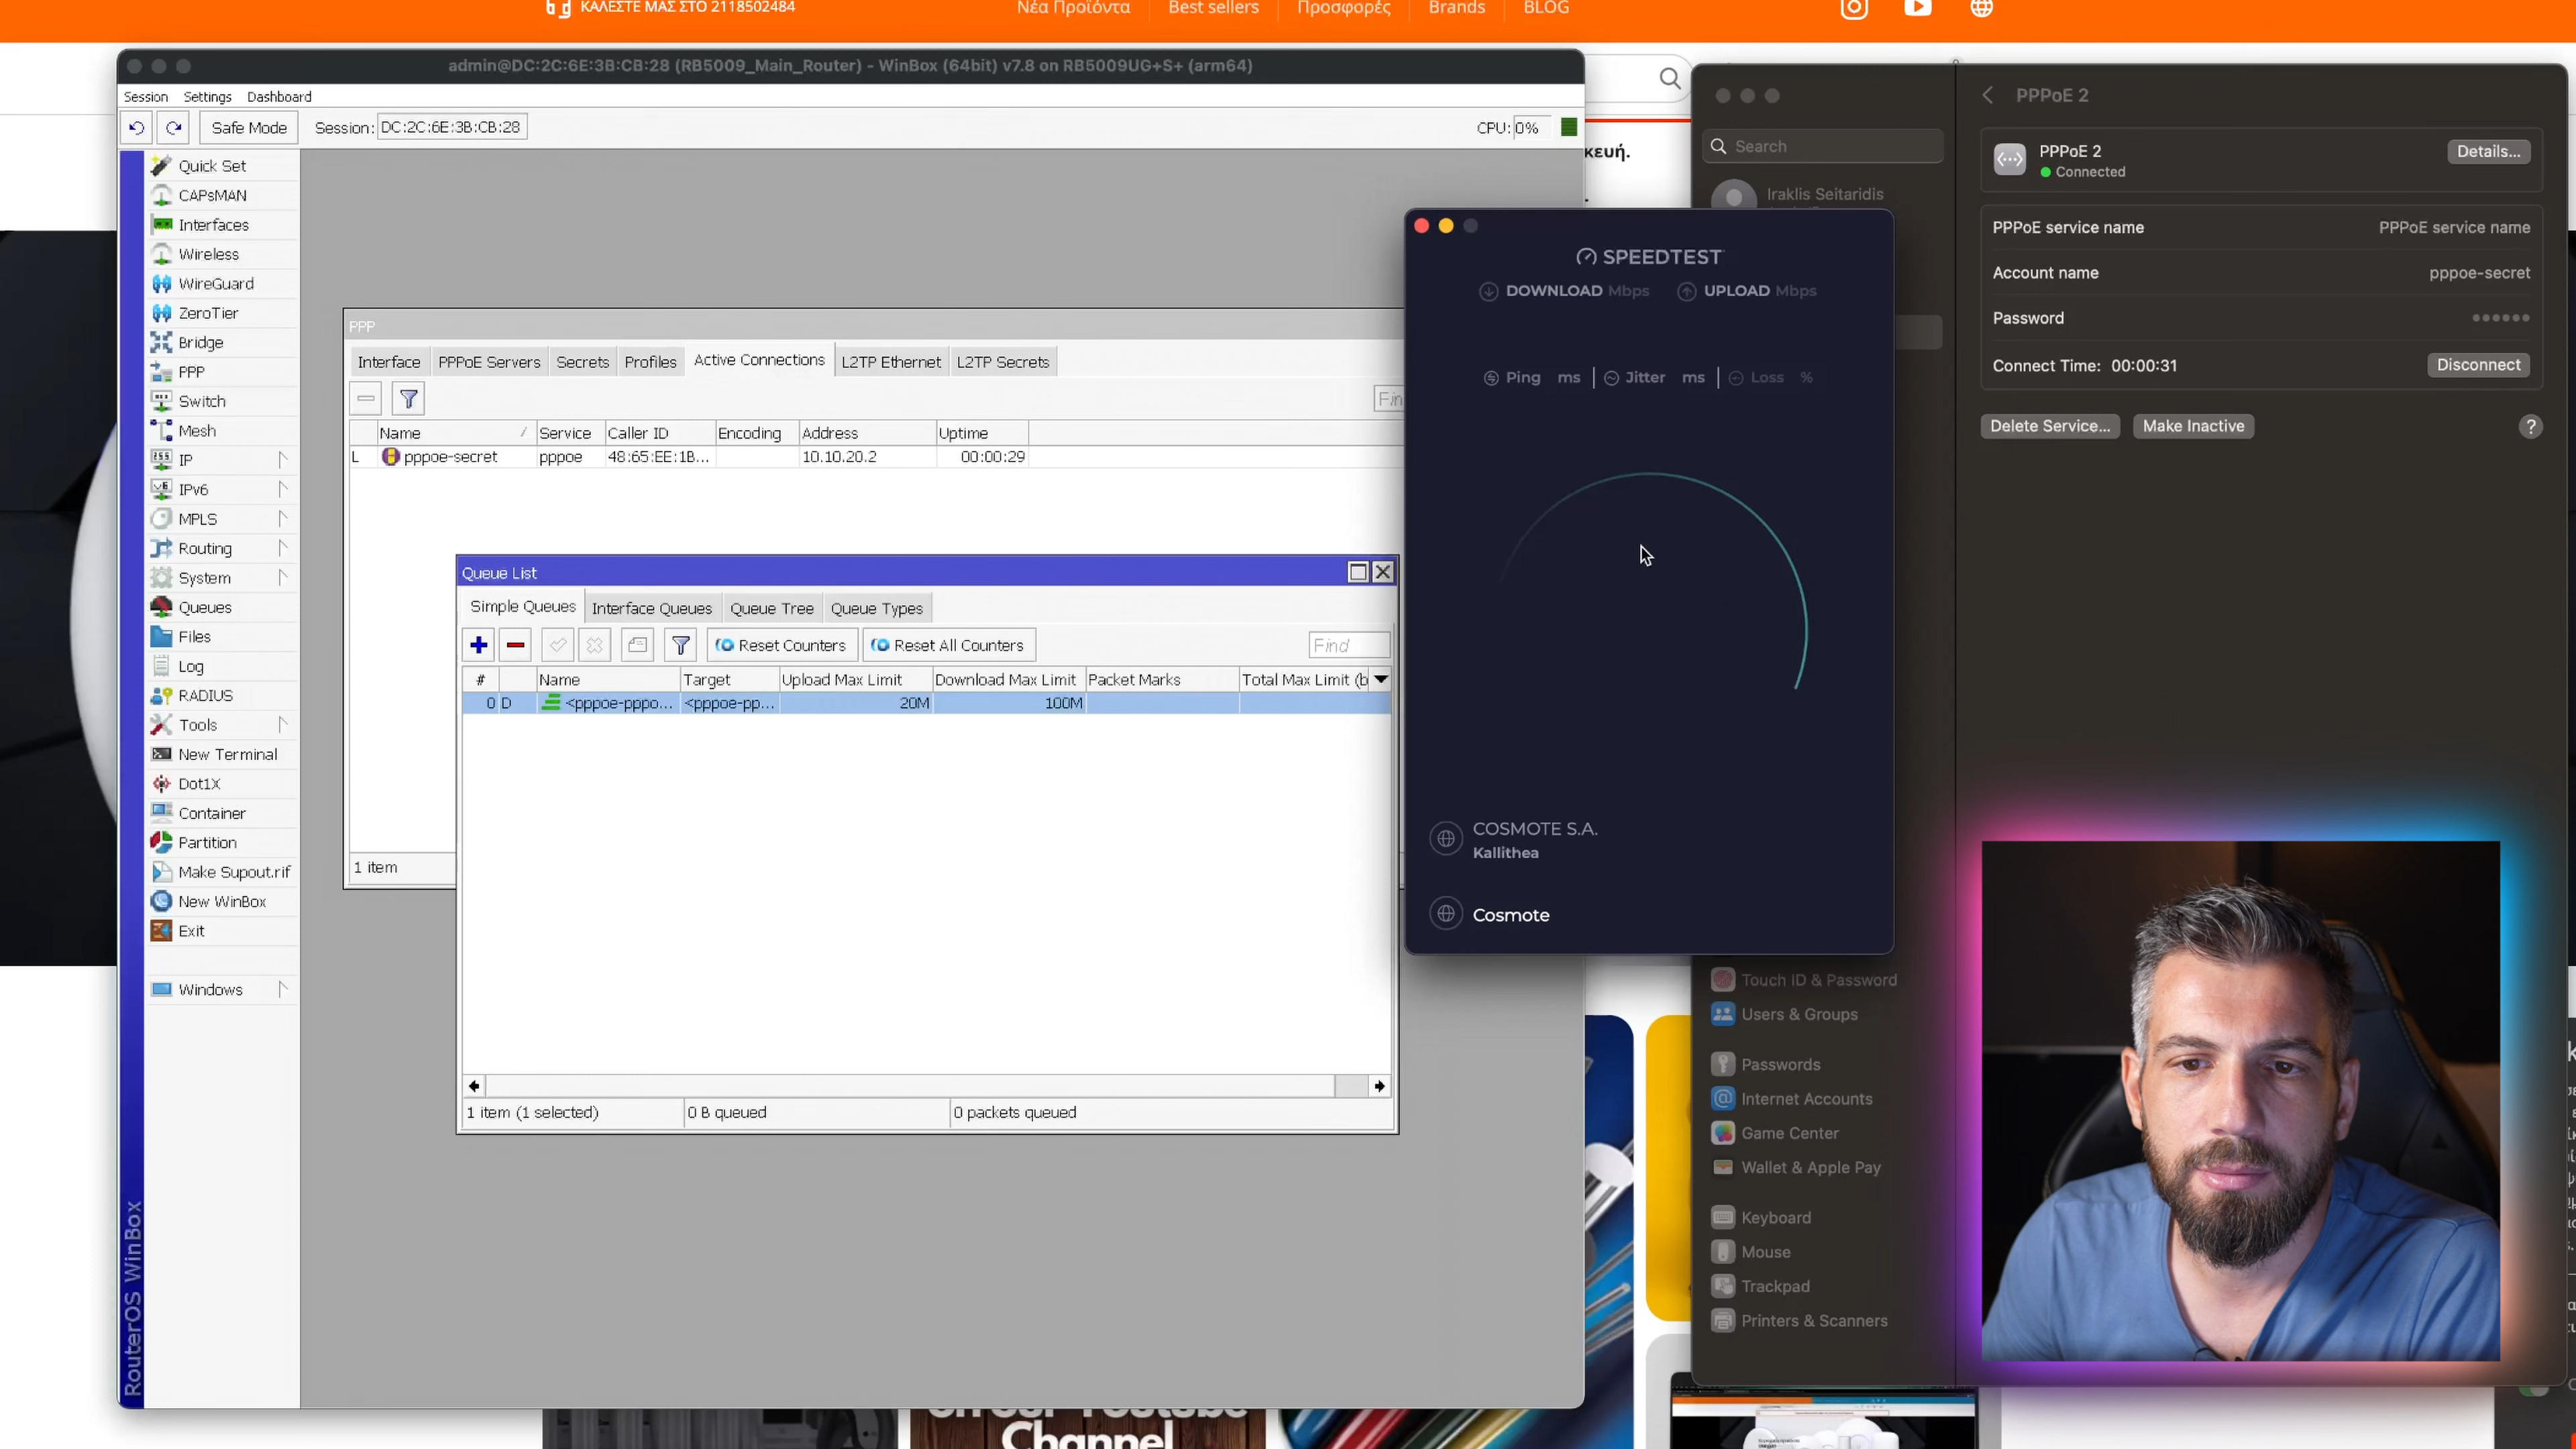 ΚΑΛΕΣΤΕ ΜΑΣ ΣΤΟ 2118502484
Νέα Προϊόντα
Best sellers
Προσφορές
Brands
BLOG
admin@DC:2C:6E:3B:CB:28 (RB5009_Main_Router) - WinBox (64bit) v7.8 on RB5009UG+S+ (arm64)
Session Settings Dashboard
Safe Mode
Session: DC:2C:6E:3B:CB:28
CPU: 0%
Quick Set
CAPsMAN
Interfaces
Wireless
WireGuard
ZeroTier
Bridge
PPP
Switch
Mesh
IP
IPv6
MPLS
Routing
System
Queues
Files
Log
RADIUS
Tools
New Terminal
Dot1X
Container
Partition
Make Supout.rif
New WinBox
Exit
Windows
RouterOS WinBox
PPP
Interface PPPoE Servers Secrets Profiles Active Connections L2TP Ethernet L2TP Secrets
Fin
Name / Service Caller ID Encoding Address Uptime
L pppoe-secret pppoe 48:65:EE:1B... 10.10.20.2 00:00:29
1 item
Queue List
Simple Queues Interface Queues Queue Tree Queue Types
Reset Counters Reset All Counters Find
# Name Target Upload Max Limit Download Max Limit Packet Marks Total Max Limit (b
0 D <pppoe-pppo... <pppoe-pp... 20M 100M
1 item (1 selected) 0 B queued 0 packets queued
κευή.
SPEEDTEST
DOWNLOAD Mbps UPLOAD Mbps
Ping ms Jitter ms Loss %
COSMOTE S.A.
Kallithea
Cosmote
Search
Iraklis Seitaridis
Touch ID & Password
Users & Groups
Passwords
Internet Accounts
Game Center
Wallet & Apple Pay
Keyboard
Mouse
Trackpad
Printers & Scanners
PPPoE 2
PPPoE 2
Details...
Connected
PPPoE service name PPPoE service name
Account name pppoe-secret
Password ••••••
Connect Time: 00:00:31 Disconnect
Delete Service... Make Inactive ?
on our Youtube
Channel